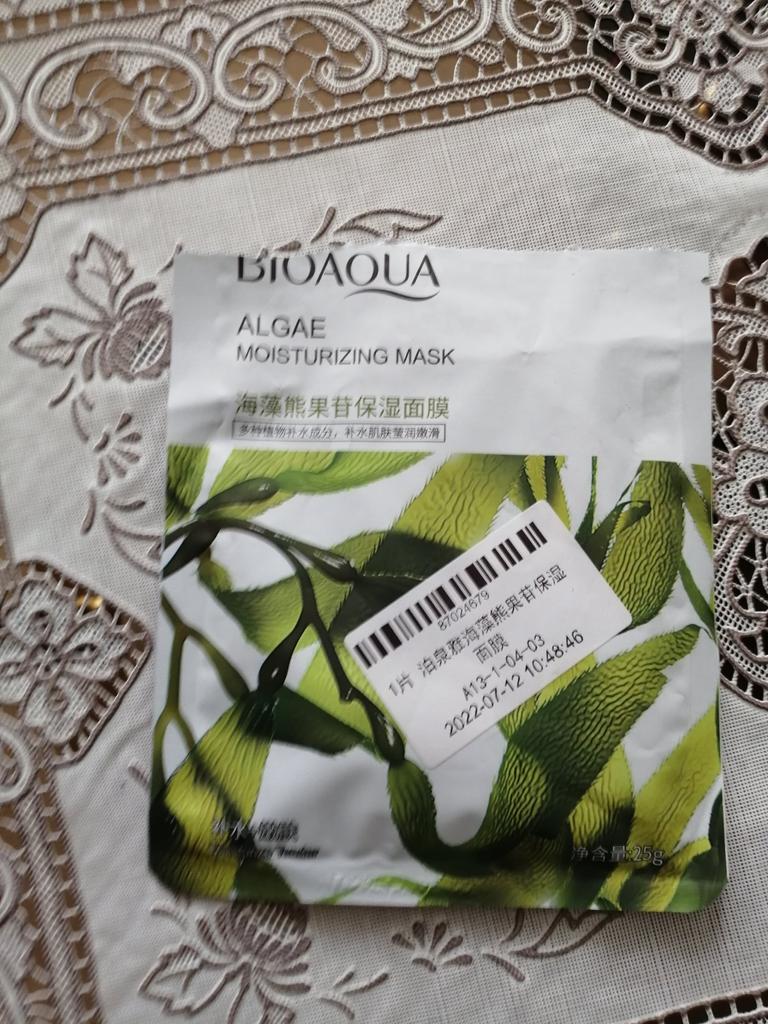 BIOAQUA
ALGAE
MOISTURIZING MASK
海藻熊果苷保湿面膜
多种植物补水成分，补水肌肤莹润嫩滑
87024679
1片 泊泉雅海藻熊果苷保湿
面膜
A13-1-04-03
2022-07-12 10:48:46
净含量:25g